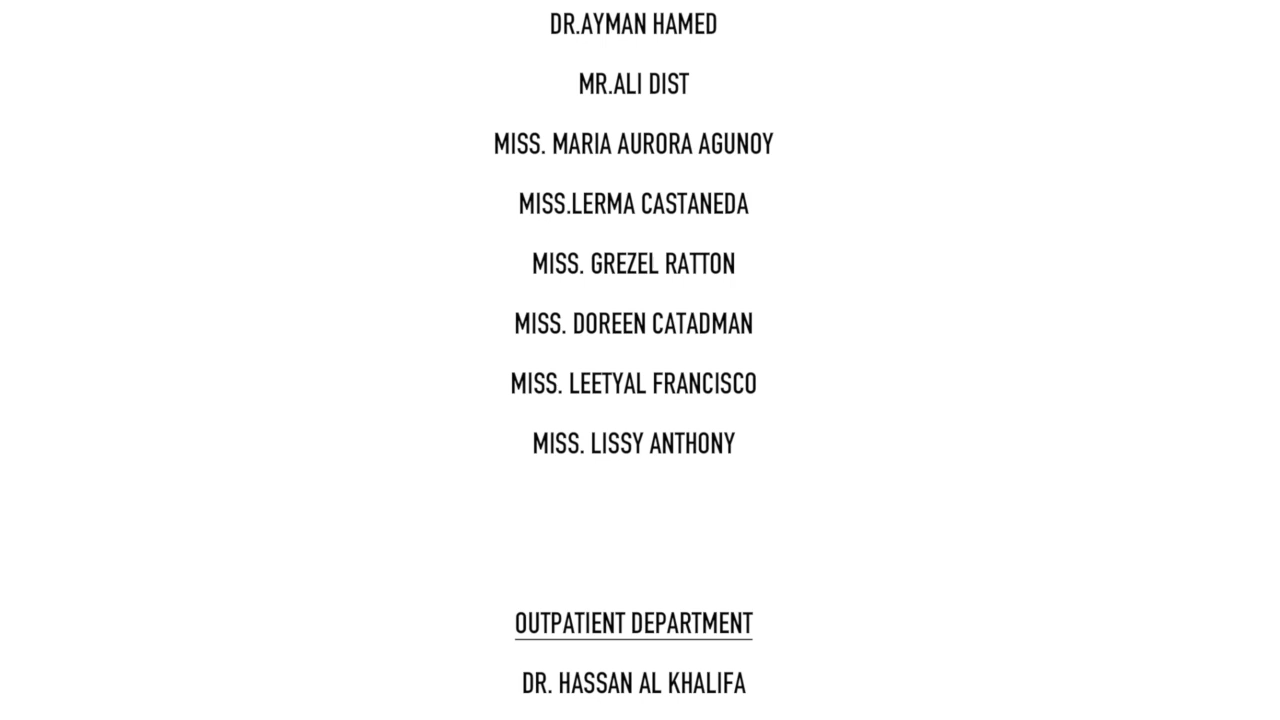 DR.AYMAN HAMED
MR.ALI DIST
MISS. MARIA AURORA AGUNOY
MISS.LERMA CASTANEDA
MISS. GREZEL RATTON
MISS. DOREEN CATADMAN
MISS. LEETYAL FRANCISCO
MISS. LISSY ANTHONY
OUTPATIENT DEPARTMENT
DR. HASSAN AL KHALIFA